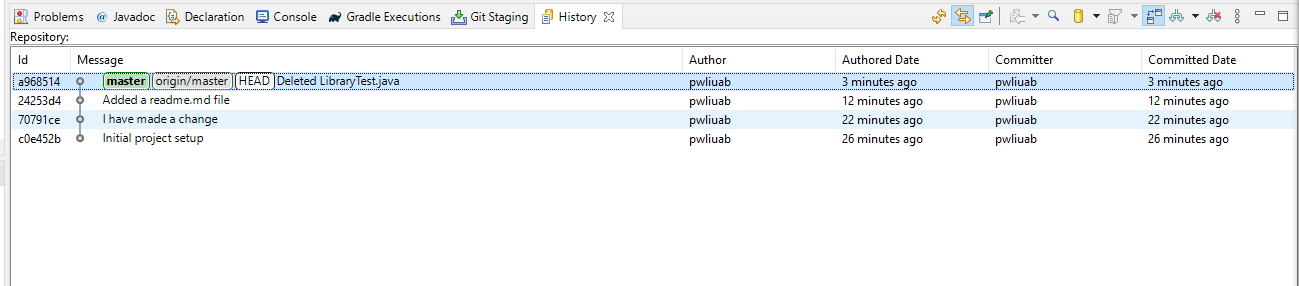 Problems @ Javadoc Declaration Console Gradle Executions Git Staging History
Repository:
Id Message Author Authored Date Committer Committed Date
a968514 master origin/master HEAD Deleted LibraryTest.java pwliuab 3 minutes ago pwliuab 3 minutes ago
24253d4 Added a readme.md file pwliuab 12 minutes ago pwliuab 12 minutes ago
70791ce I have made a change pwliuab 22 minutes ago pwliuab 22 minutes ago
c0e452b Initial project setup pwliuab 26 minutes ago pwliuab 26 minutes ago